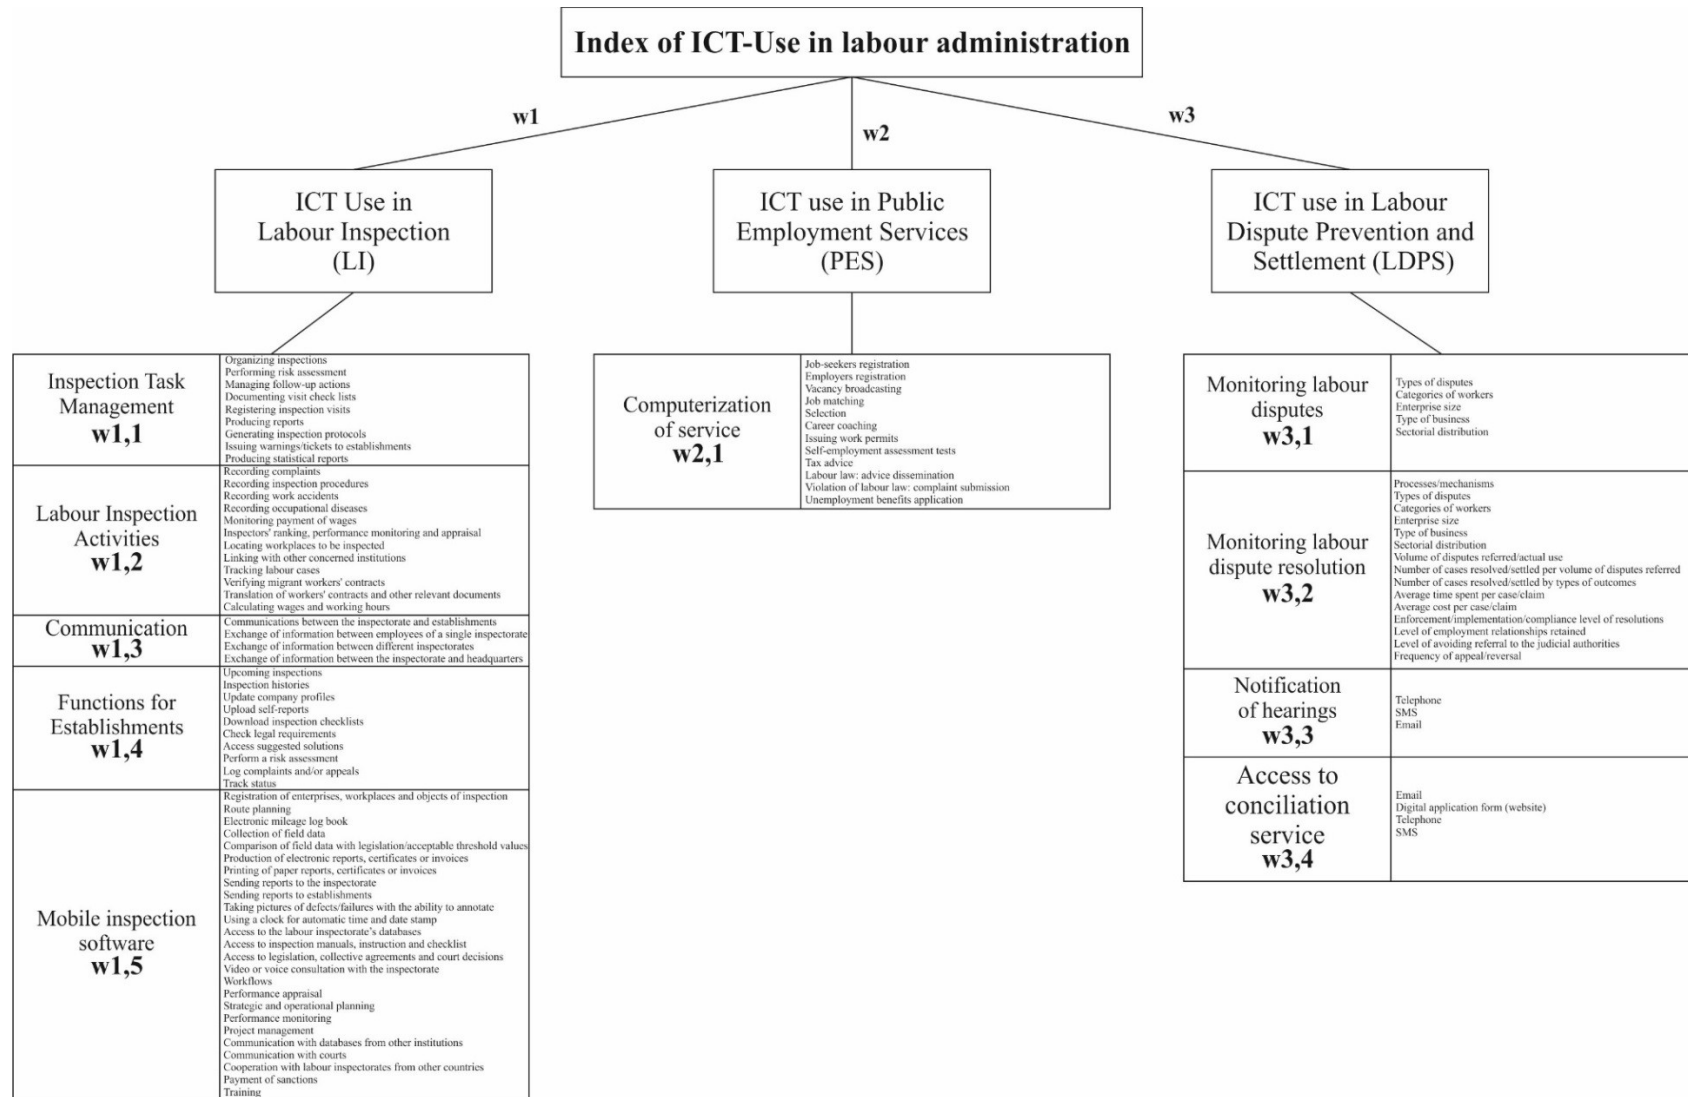 Index of ICT-Use in labour administration
w1
w2
w3
ICT Use in
Labour Inspection
(LI)
ICT use in Public
Employment Services
(PES)
ICT use in Labour
Dispute Prevention and
Settlement (LDPS)
Inspection Task
Management
w1,1
Organizing inspections
Performing risk assessment
Managing follow-up actions
Documenting visit check lists
Registering inspection visits
Producing reports
Generating inspection protocols
Issuing warnings/tickets to establishments
Producing statistical reports
Labour Inspection
Activities
w1,2
Recording complaints
Recording inspection procedures
Recording work accidents
Recording occupational diseases
Monitoring payment of wages
Inspectors' ranking, performance monitoring and appraisal
Locating workplaces to be inspected
Linking with other concerned institutions
Tracking labour cases
Verifying migrant workers' contracts
Translation of workers' contracts and other relevant documents
Calculating wages and working hours
Communication
w1,3
Communications between the inspectorate and establishments
Exchange of information between employees of a single inspectorate
Exchange of information between different inspectorates
Exchange of information between the inspectorate and headquarters
Functions for
Establishments
w1,4
Upcoming inspections
Inspection histories
Update company profiles
Upload self-reports
Download inspection checklists
Check legal requirements
Access suggested solutions
Perform a risk assessment
Log complaints and/or appeals
Track status
Mobile inspection
software
w1,5
Registration of enterprises, workplaces and objects of inspection
Route planning
Electronic mileage log book
Collection of field data
Comparison of field data with legislation/acceptable threshold values
Production of electronic reports, certificates or invoices
Printing of paper reports, certificates or invoices
Sending reports to the inspectorate
Sending reports to establishments
Taking pictures of defects/failures with the ability to annotate
Using a clock for automatic time and date stamp
Access to the labour inspectorate's databases
Access to inspection manuals, instruction and checklist
Access to legislation, collective agreements and court decisions
Video or voice consultation with the inspectorate
Workflows
Performance appraisal
Strategic and operational planning
Performance monitoring
Project management
Communication with databases from other institutions
Communication with courts
Cooperation with labour inspectorates from other countries
Payment of sanctions
Training
Computerization
of service
w2,1
Job-seekers registration
Employers registration
Vacancy broadcasting
Job matching
Selection
Career coaching
Issuing work permits
Self-employment assessment tests
Tax advice
Labour law: advice dissemination
Violation of labour law: complaint submission
Unemployment benefits application
Monitoring labour
disputes
w3,1
Types of disputes
Categories of workers
Enterprise size
Type of business
Sectorial distribution
Monitoring labour
dispute resolution
w3,2
Processes/mechanisms
Types of disputes
Categories of workers
Enterprise size
Type of business
Sectorial distribution
Volume of disputes referred/actual use
Number of cases resolved/settled per volume of disputes referred
Number of cases resolved/settled by types of outcomes
Average time spent per case/claim
Average cost per case/claim
Enforcement/implementation/compliance level of resolutions
Level of employment relationships retained
Level of avoiding referral to the judicial authorities
Frequency of appeal/reversal
Notification
of hearings
w3,3
Telephone
SMS
Email
Access to
conciliation
service
w3,4
Email
Digital application form (website)
Telephone
SMS